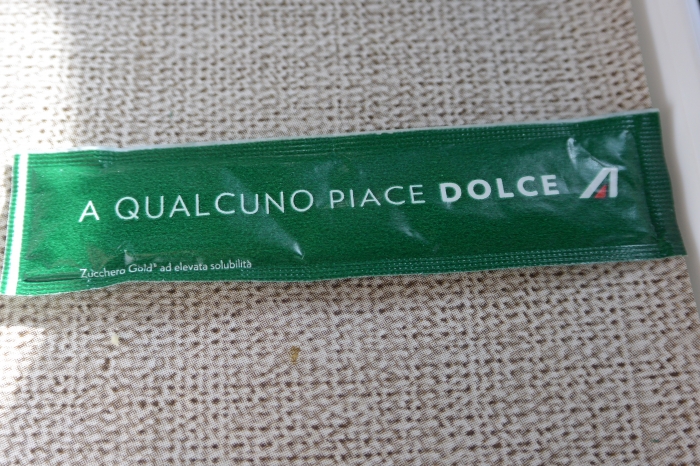 A QUALCUNO PIACE DOLCE
Zucchero Gold® ad elevata solubilità